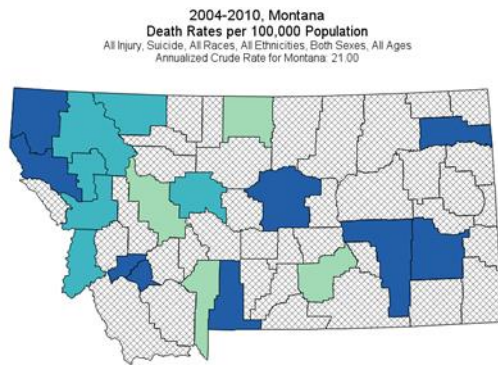 2004-2010, Montana
Death Rates per 100,000 Population
All Injury, Suicide, All Races, All Ethnicities, Both Sexes, All Ages
Annualized Crude Rate for Montana: 21.00